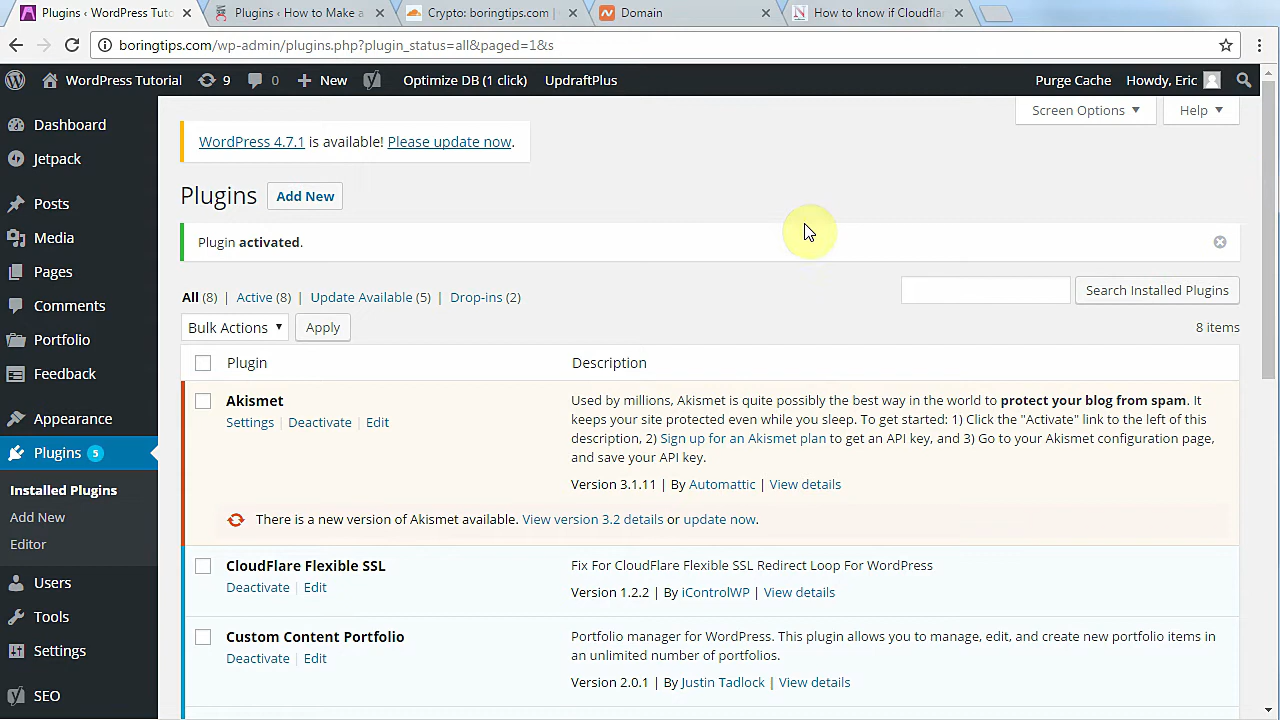 WordPress Tuto
Plugins ‹ How to Make a
Crypto: boringtips.com |
Domain
How to know if Cloudfla
boringtips.com/wp-admin/plugins.php?plugin_status=all&paged=1&s
WordPress Tutorial
9
0
New
Optimize DB (1 click)
UpdraftPlus
Purge Cache
Howdy, Eric
Dashboard
Jetpack
Posts
Media
Pages
Comments
Portfolio
Feedback
Appearance
Plugins 5
Installed Plugins
Add New
Editor
Users
Tools
Settings
SEO
Screen Options
Help
WordPress 4.7.1 is available! Please update now.
Plugins Add New
Plugin activated.
All (8) | Active (8) | Update Available (5) | Drop-ins (2)
Search Installed Plugins
Bulk Actions Apply
8 items
Plugin Description
Akismet
Settings | Deactivate | Edit
Used by millions, Akismet is quite possibly the best way in the world to protect your blog from spam. It
keeps your site protected even while you sleep. To get started: 1) Click the "Activate" link to the left of this
description, 2) Sign up for an Akismet plan to get an API key, and 3) Go to your Akismet configuration page,
and save your API key.
Version 3.1.11 | By Automattic | View details
There is a new version of Akismet available. View version 3.2 details or update now.
CloudFlare Flexible SSL
Deactivate | Edit
Fix For CloudFlare Flexible SSL Redirect Loop For WordPress
Version 1.2.2 | By iControlWP | View details
Custom Content Portfolio
Deactivate | Edit
Portfolio manager for WordPress. This plugin allows you to manage, edit, and create new portfolio items in
an unlimited number of portfolios.
Version 2.0.1 | By Justin Tadlock | View details